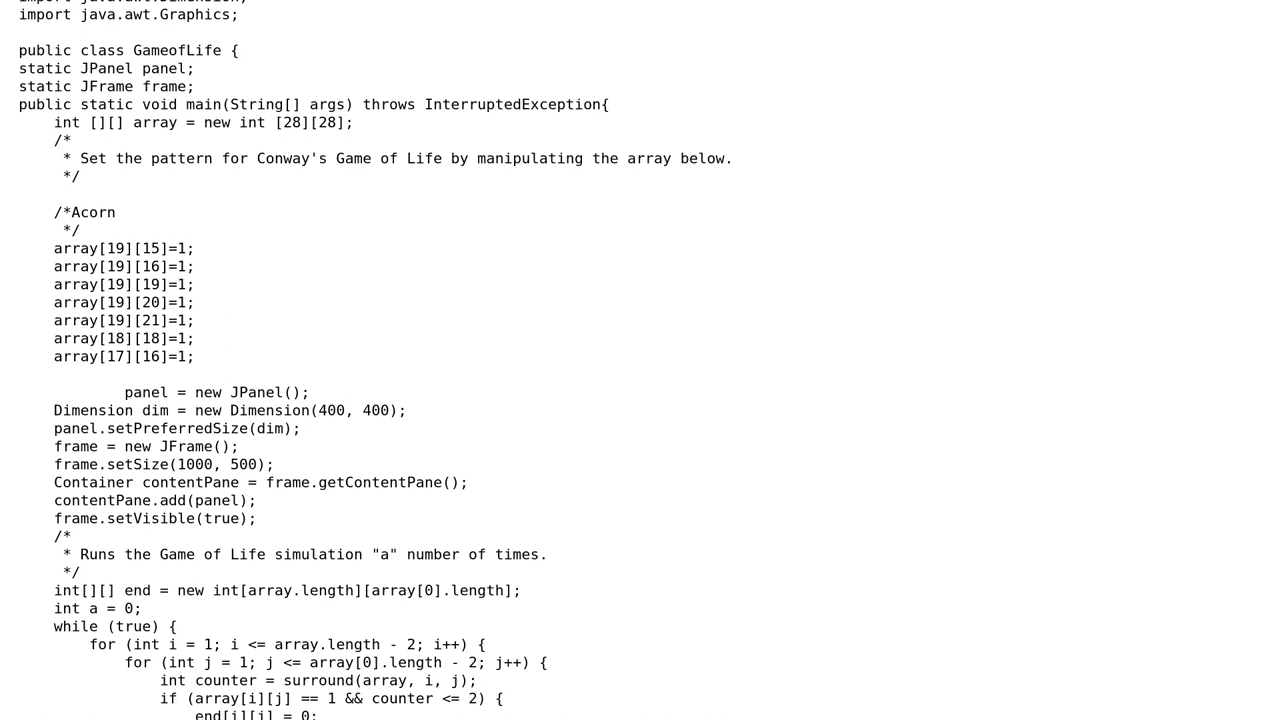 import java.awt.Dimension;
import java.awt.Graphics;

public class GameofLife {
static JPanel panel;
static JFrame frame;
public static void main(String[] args) throws InterruptedException{
    int [][] array = new int [28][28];
    /*
     * Set the pattern for Conway's Game of Life by manipulating the array below.
     */

    /*Acorn
     */
    array[19][15]=1;
    array[19][16]=1;
    array[19][19]=1;
    array[19][20]=1;
    array[19][21]=1;
    array[18][18]=1;
    array[17][16]=1;

            panel = new JPanel();
    Dimension dim = new Dimension(400, 400);
    panel.setPreferredSize(dim);
    frame = new JFrame();
    frame.setSize(1000, 500);
    Container contentPane = frame.getContentPane();
    contentPane.add(panel);
    frame.setVisible(true);
    /*
     * Runs the Game of Life simulation "a" number of times.
     */
    int[][] end = new int[array.length][array[0].length];
    int a = 0;
    while (true) {
        for (int i = 1; i <= array.length - 2; i++) {
            for (int j = 1; j <= array[0].length - 2; j++) {
                int counter = surround(array, i, j);
                if (array[i][j] == 1 && counter <= 2) {
                    end[i][j] = 0;